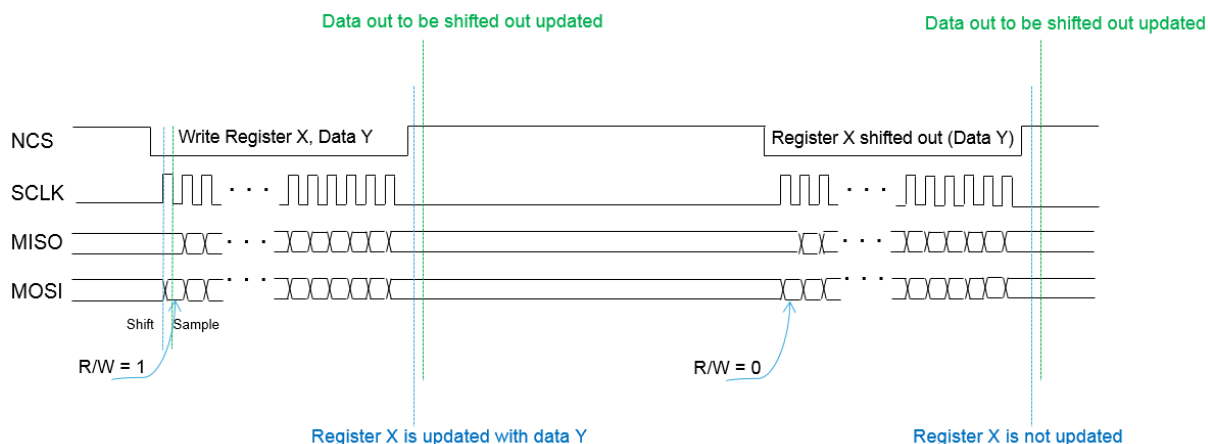 Data out to be shifted out updated
Data out to be shifted out updated
NCS
Write Register X, Data Y
Register X shifted out (Data Y)
SCLK
MISO
MOSI
Shift
Sample
R/W = 1
R/W = 0
Register X is updated with data Y
Register X is not updated